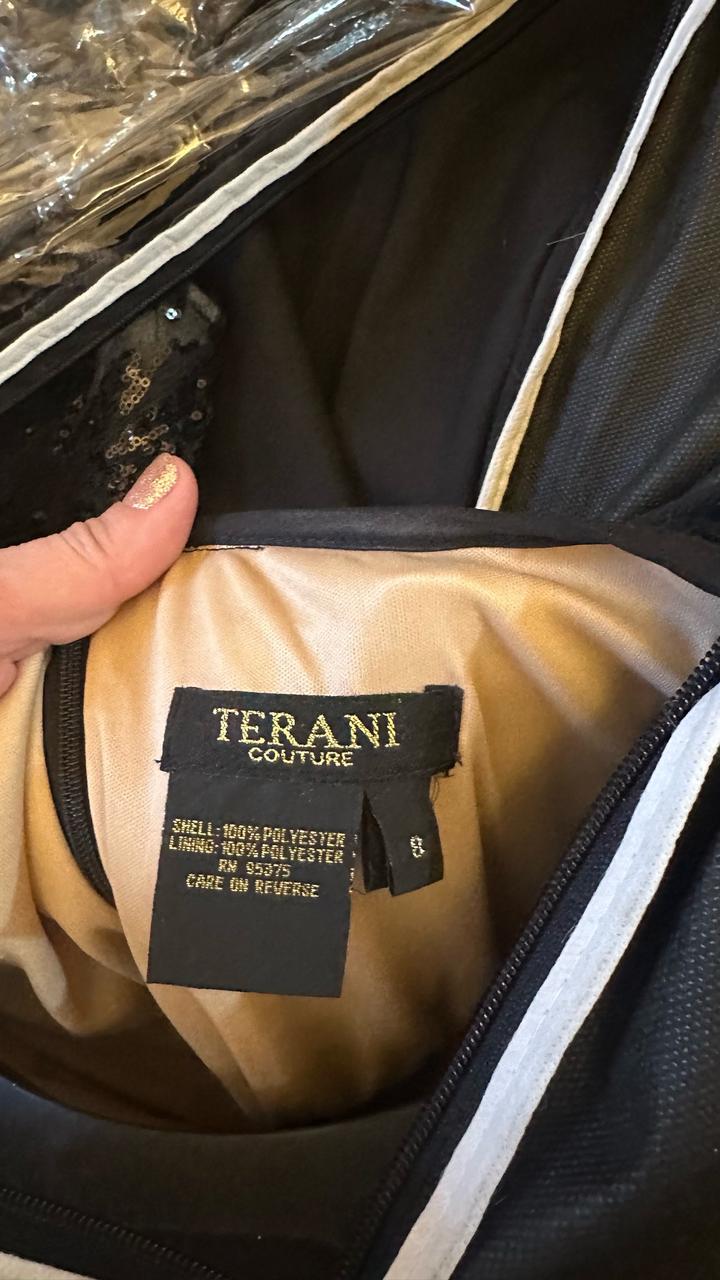 TERANI
COUTURE
SHELL: 100% POLYESTER
LINING: 100% POLYESTER
RN 95375
CARE ON REVERSE
8